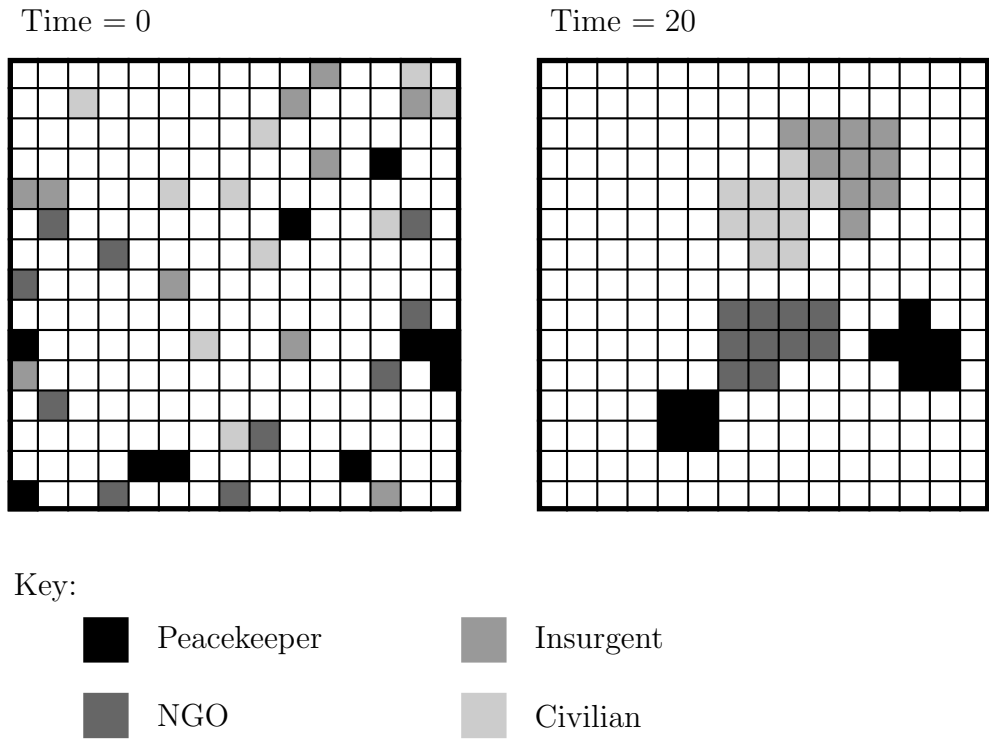 Time = 0
Time = 20
Key:
Peacekeeper
Insurgent
NGO
Civilian